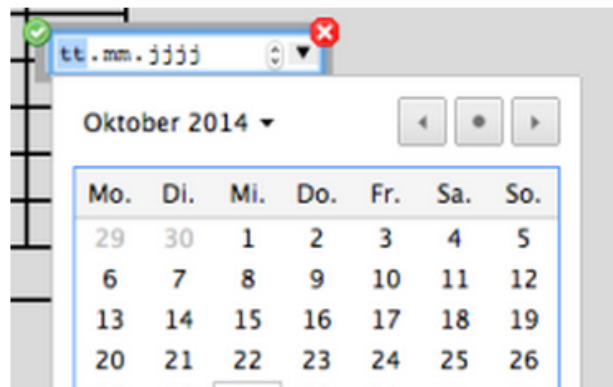 tt.mm.jjjj
Oktober 2014
Mo. Di. Mi. Do. Fr. Sa. So.
29 30 1 2 3 4 5
6 7 8 9 10 11 12
13 14 15 16 17 18 19
20 21 22 23 24 25 26